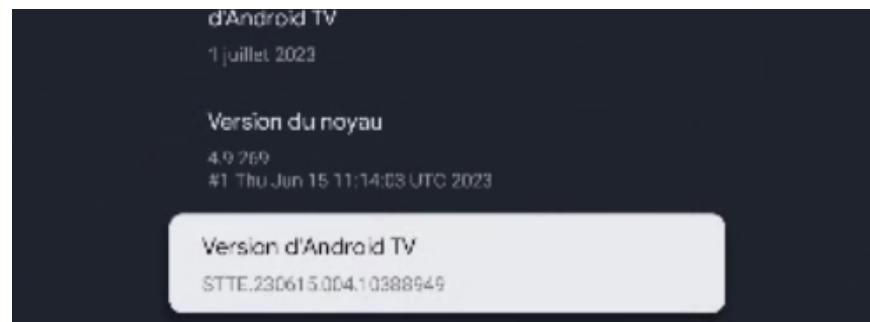 d'Android TV
1 juillet 2023
Version du noyau
4.9.269
#1 Thu Jun 15 11:14:03 UTC 2023
Version d'Android TV
STTE.230615.004.10388949